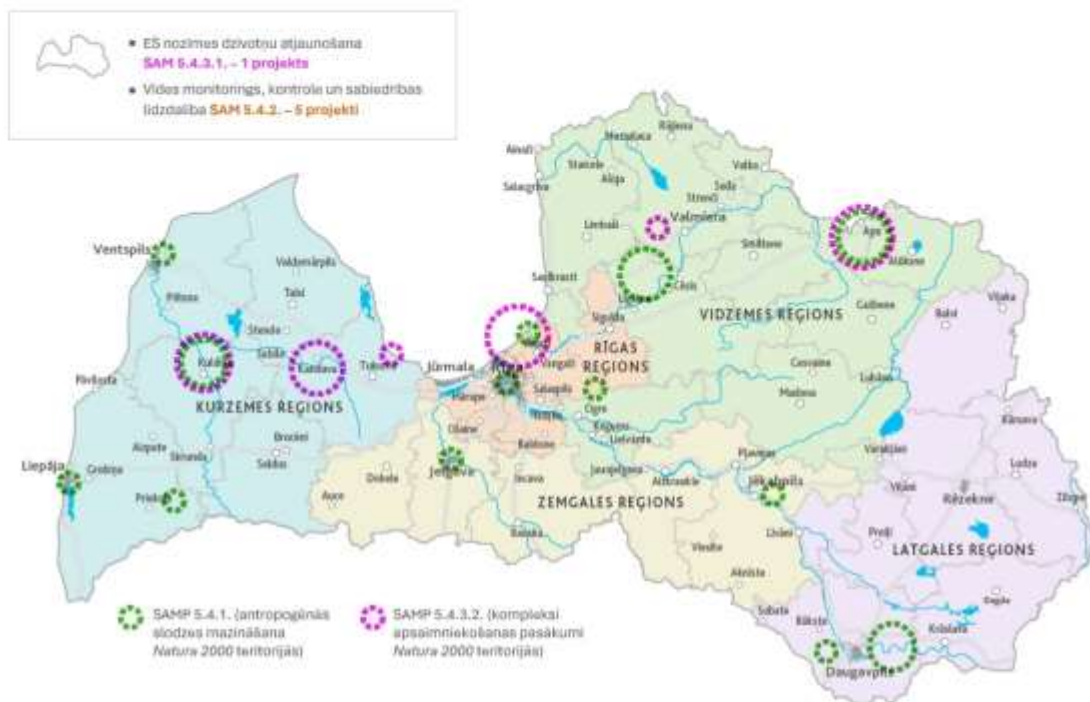 ES nozīmes dzīvotņu atjaunošana
SAM 5.4.3.1. – 1 projekts
Vides monitorings, kontrole un sabiedrības
līdzdalība SAM 5.4.2. – 5 projekti
Rūjiena
Mazsalaca
Ainaži
Staicele
Valka
Aloja
Salacgrīva
Seda
Strenči
Valmiera
Limbaži
Ape
Smiltene
Alūksne
Ventspils
Valdemārpils
Saulkrasti
Cēsis
Piltene
Talsi
Gulbene
Viļaka
Sigulda
VIDZEMES REĢIONS
Balvi
Stende
RĪGAS
REĢIONS
Sabile
Kandava
Jūrmala
Vangaži
Cesvaine
Lubāna
Pāvilosta
Salaspils
Madona
KURZEMES REĢIONS
Mārupe
Ogre
Kārsava
Olaine
Ķegums
Lielvārde
Aizpute
Brocēni
Baldone
Varakļāni
Liepāja
Grobiņa
Skrunda
Saldus
Jelgava
Jaunjelgava
Pļaviņas
Ludza
Dobele
Iecava
Aizkraukle
Viļāni
Rēzekne
Zilupe
Priekule
Auce
ZEMGALES REĢIONS
Jēkabpils
Līvāni
Preiļi
Bauska
Viesīte
LATGALES REĢIONS
Aknīste
Dagda
Subate
Ilūkste
Krāslava
Daugavpils
SAMP 5.4.1. (antropogēnās
slodzes mazināšana
Natura 2000 teritorijās)
SAMP 5.4.3.2. (kompleksi
apsaimniekošanas pasākumi
Natura 2000 teritorijās)